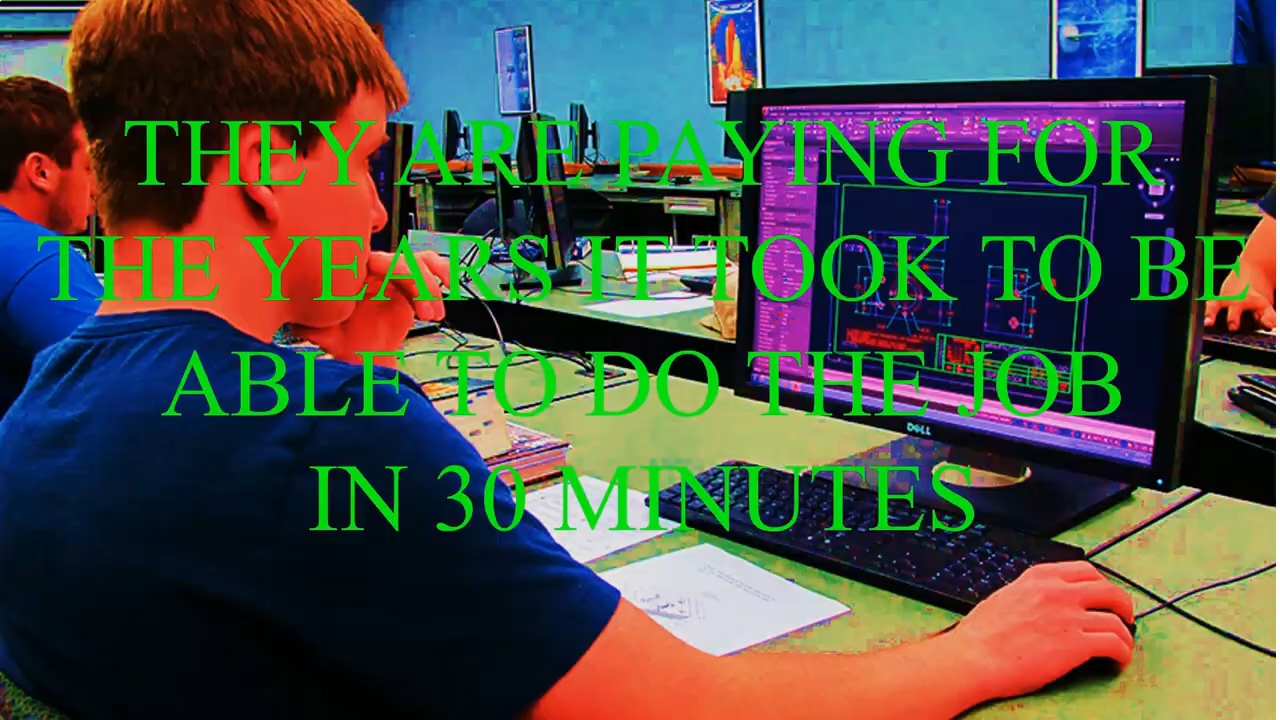 THEY ARE PAYING FOR
THE YEARS IT TOOK TO BE
ABLE TO DO THE JOB
IN 30 MINUTES
DELL